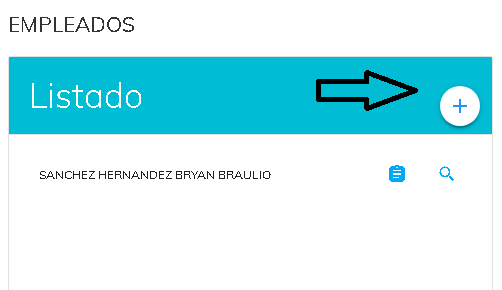 EMPLEADOS
Listado
SANCHEZ HERNANDEZ BRYAN BRAULIO